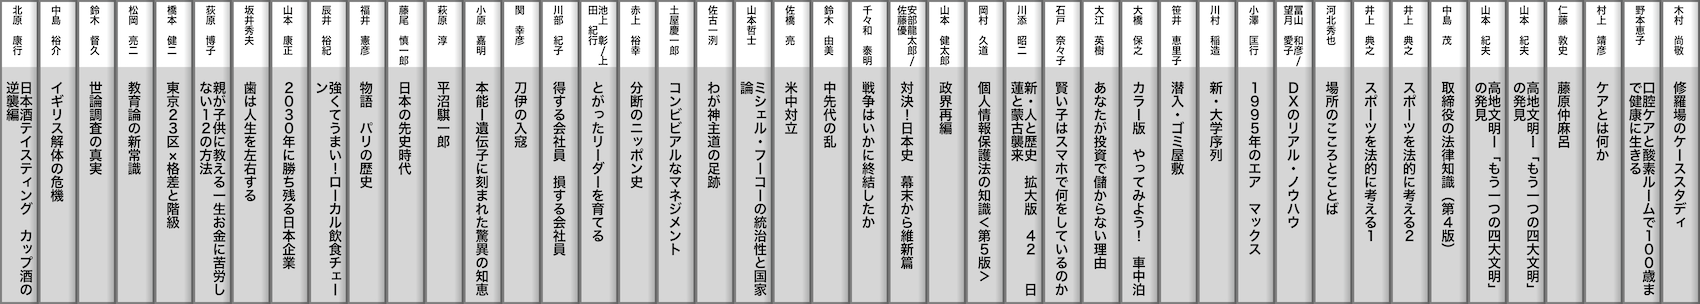 木村　尚敬
修羅場のケーススタディ
野本恵子
口腔ケアと酸素ルームで１００歳ま
で健康に生きる
村上　靖彦
ケアとは何か
仁藤　敦史
藤原仲麻呂
山本　紀夫
高地文明ー「もう一つの四大文明」
の発見
山本　紀夫
高地文明ー「もう一つの四大文明」
の発見
中島　茂
取締役の法律知識（第４版）
井上　典之
スポーツを法的に考える２
井上　典之
スポーツを法的に考える１
河北秀也
場所のこころとことば
冨山　和彦/
望月　愛子
ＤＸのリアル・ノウハウ
小澤　匡行
１９９５年のエア　マックス
川村　稲造
新・大学序列
笹井　恵里子
潜入・ゴミ屋敷
大橋　保之
カラー版　やってみよう！　車中泊
大江　英樹
あなたが投資で儲からない理由
石戸　奈々子
賢い子はスマホで何をしているのか
川添　昭二
新・人と歴史　拡大版　４２　日
蓮と蒙古襲来
岡村　久道
個人情報保護法の知識＜第５版＞
山本　健太郎
政界再編
安部龍太郎/
佐藤優
対決！日本史　幕末から維新篇
千々和　泰明
戦争はいかに終結したか
鈴木　由美
中先代の乱
佐橋　亮
米中対立
山本哲士
ミシェル・フーコーの統治性と国家
論
佐古一洌
わが神主道の足跡
土屋慶一郎
コンビビアルなマネジメント
赤上　裕幸
分断のニッポン史
池上　彰/上
田　紀行
とがったリーダーを育てる
川部　紀子
得する会社員　損する会社員
関　幸彦
刀伊の入寇
小原　嘉明
本能ー遺伝子に刻まれた驚異の知恵
萩原　淳
平沼騏一郎
藤尾　慎一郎
日本の先史時代
福井　憲彦
物語　パリの歴史
辰井　裕紀
強くてうまい！ローカル飲食チェー
ン
山本　康正
２０３０年に勝ち残る日本企業
坂井秀夫
歯は人生を左右する
荻原　博子
親が子供に教える一生お金に苦労し
ない１２の方法
橋本　健二
東京２３区×格差と階級
松岡　亮二
教育論の新常識
鈴木　督久
世論調査の真実
中島　裕介
イギリス解体の危機
北原　康行
日本酒テイスティング　カップ酒の
逆襲編